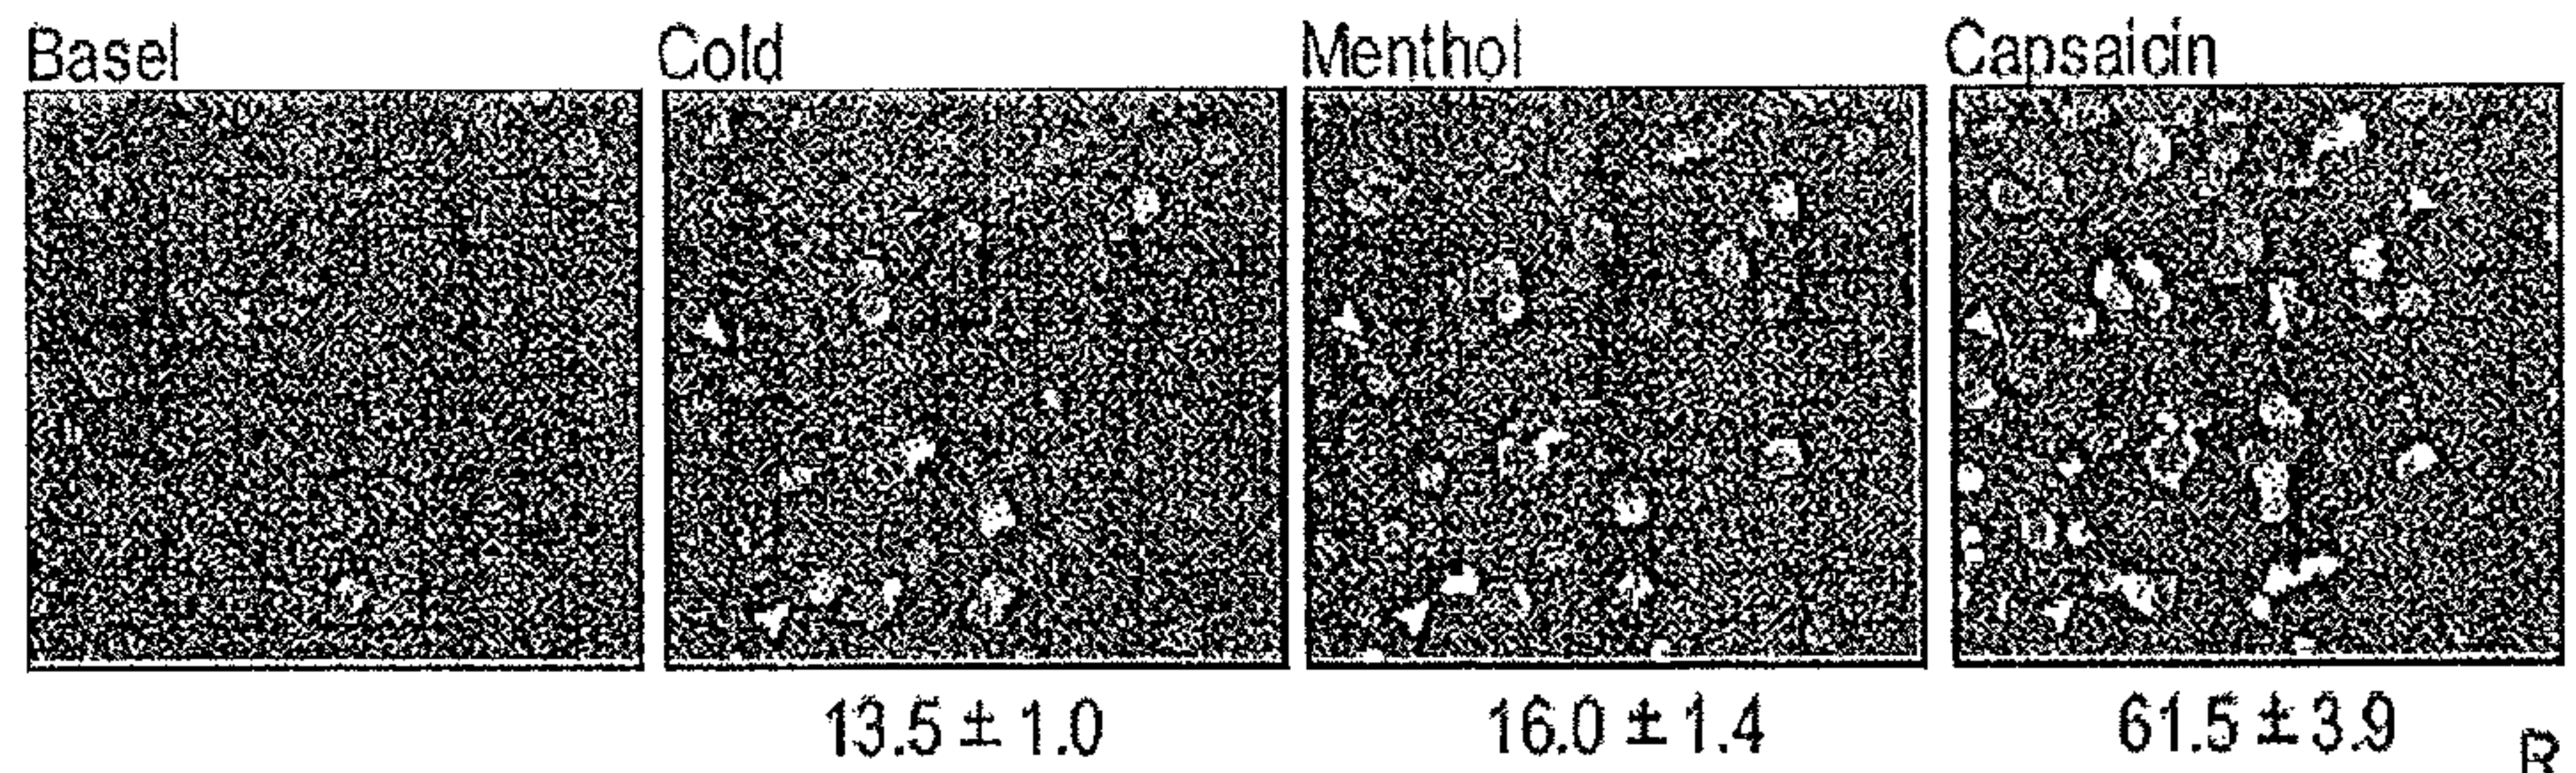 Basel Cold Menthol Capsaicin
13.5 ± 1.0 16.0 ± 1.4 61.5 ± 3.9